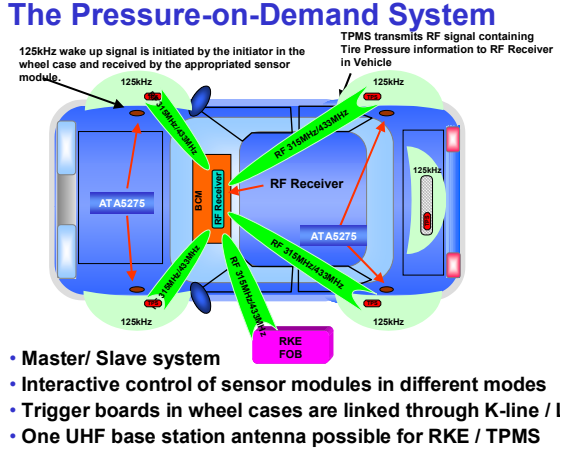 The Pressure-on-Demand System
125kHz wake up signal is initiated by the initiator in the
wheel case and received by the appropriated sensor
module.
TPMS transmits RF signal containing
Tire Pressure information to RF Receiver
in Vehicle
125kHz
125kHz
315MHz/433MHz
RF 315MHz/433MHz
125kHz
BCM
RF Receiver
RF Receiver
ATA5275
ATA5275
315MHz/433MHz
RF 315MHz/433MHz
RF 315MHz/433MHz
125kHz
125kHz
RKE
FOB
• Master/ Slave system
• Interactive control of sensor modules in different modes
• Trigger boards in wheel cases are linked through K-line / l
• One UHF base station antenna possible for RKE / TPMS